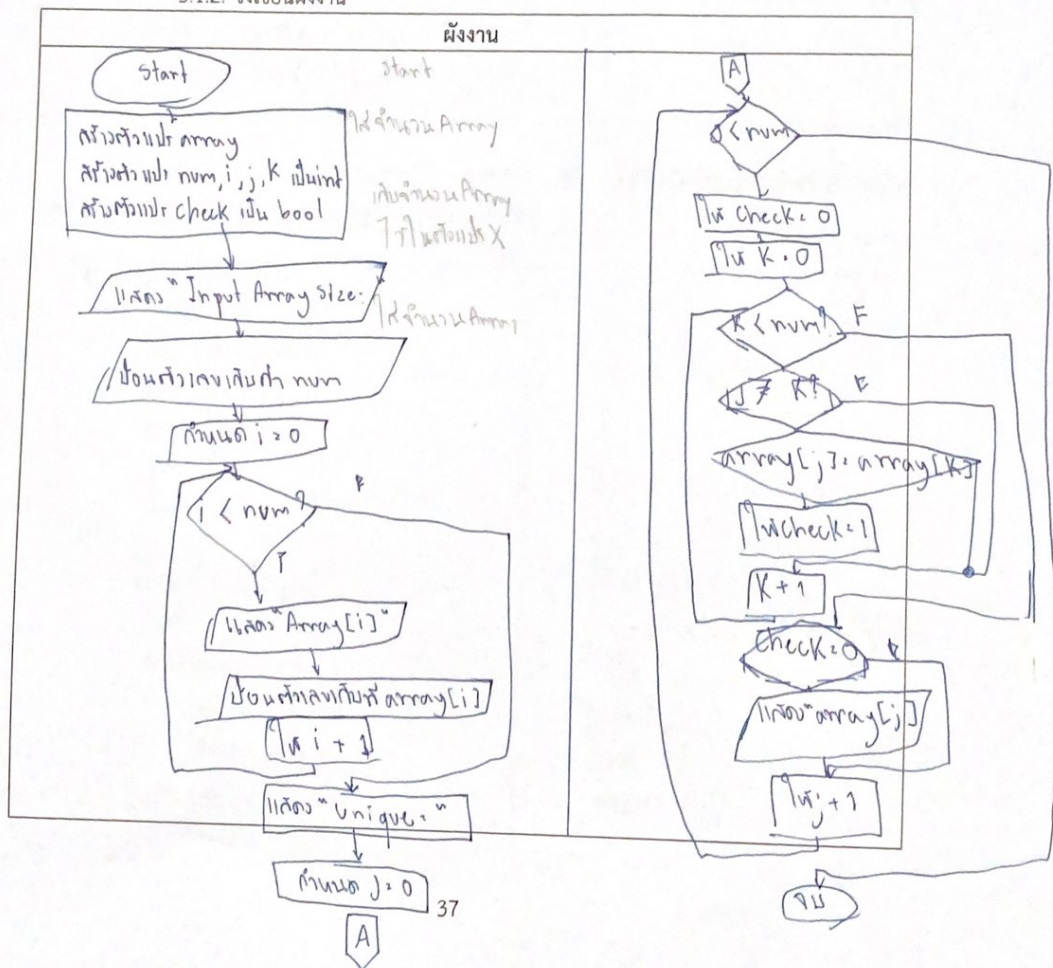 ผังงาน
Start
สร้างตัวแปร array
สร้างตัวแปร num, i, j, K เป็น int
สร้างตัวแปร Check เป็น bool
แสดง "Input Array Size:
ป้อนตัวเลขเก็บค่า num
กำหนด i = 0
i < num?
F
T
แสดง "Array[i]"
ป้อนตัวเลขเก็บที่ array[i]
ให้ i + 1
แสดง "Unique="
กำหนด j = 0
A
start
ใส่จำนวน Array
เก็บจำนวน Array
ไว้ในตัวแปร X
ใส่จำนวน Array
A
< num
ให้ Check = 0
ให้ K = 0
K < num?
F
j ≠ K?
F
array[j] = array[K]
ให้ Check = 1
K + 1
Check = 0
F
แสดง "array[j]
ให้ j + 1
จบ
37